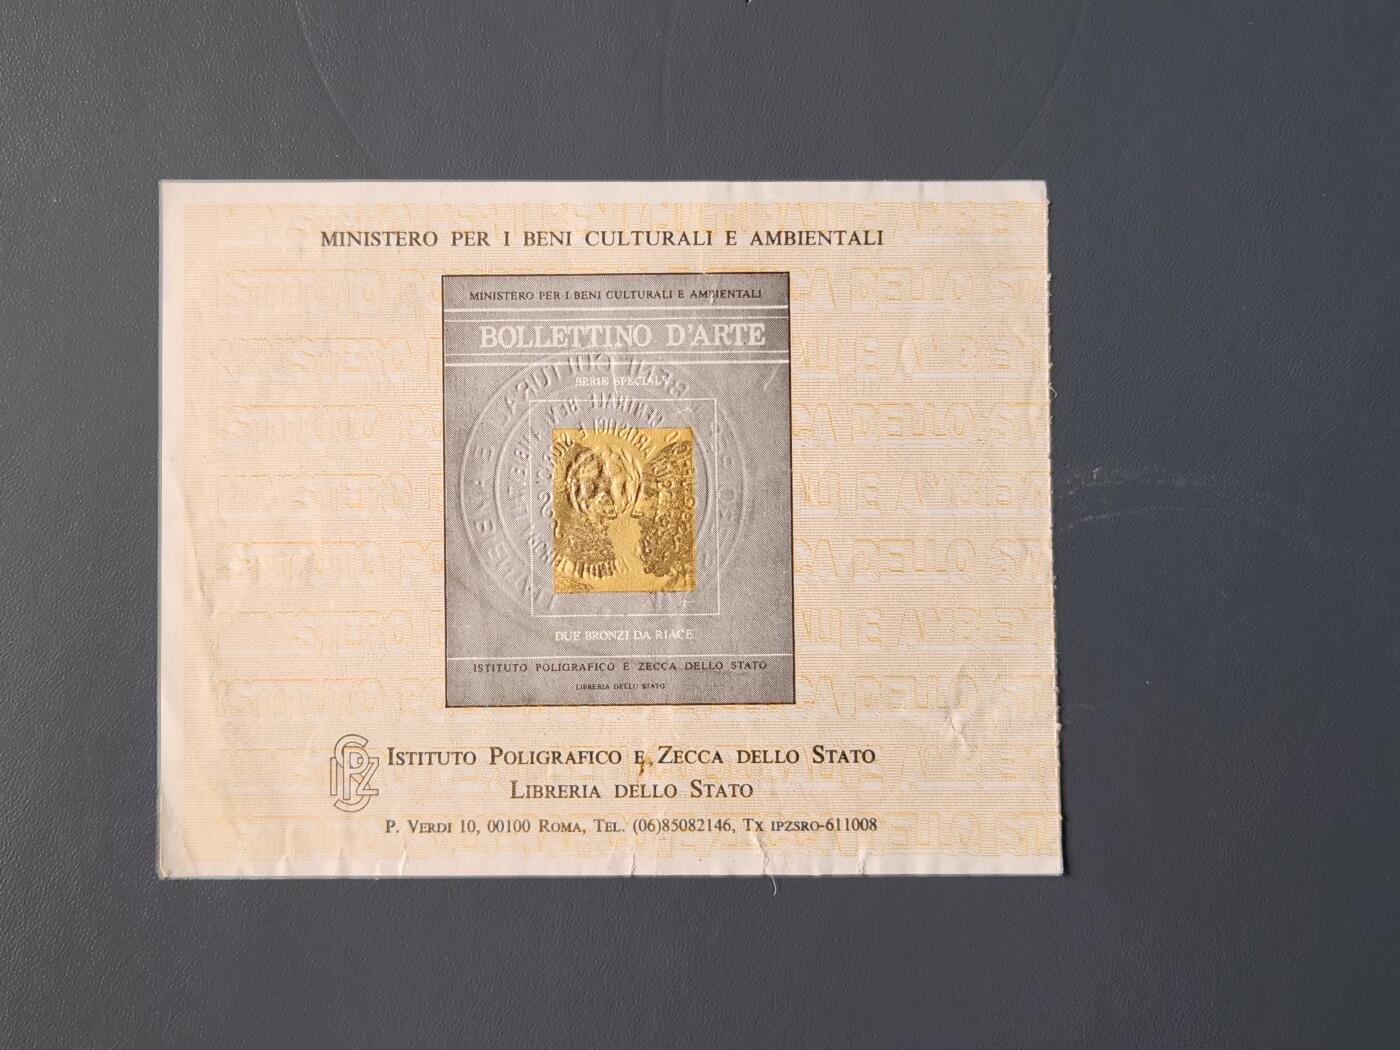 MINISTERO PER I BENI CULTURALI E AMBIENTALI
MINISTERO PER I BENI CULTURALI E AMBIENTALI
BOLLETTINO D'ARTE
SERIE SPECIALE
DUE BRONZI DA RIACE
ISTITUTO POLIGRAFICO E ZECCA DELLO STATO
LIBRERIA DELLO STATO
IPZS
ISTITUTO POLIGRAFICO E ZECCA DELLO STATO
LIBRERIA DELLO STATO
P. VERDI 10, 00100 ROMA, TEL. (06)85082146, TX IPZSRO-611008